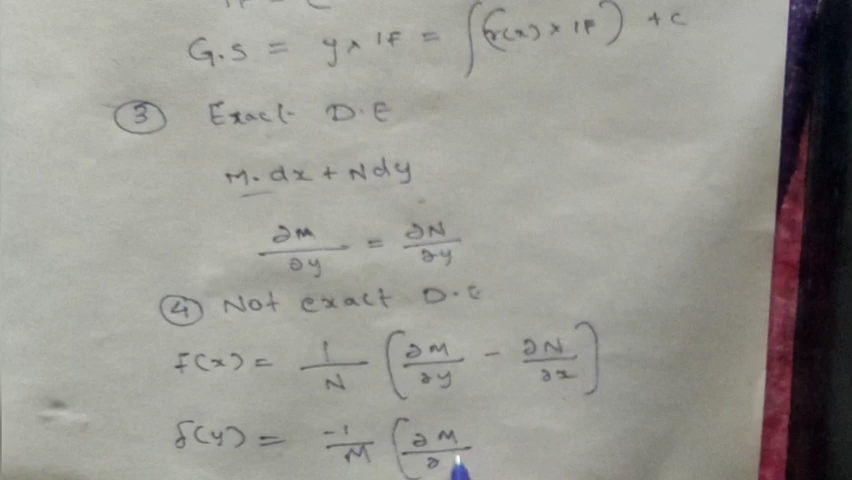 G.S = y x IF = ∫(r(x) x IF) + c
③ Exact D.E
M.dx + Ndy
∂M/∂y = ∂N/∂y
④ Not exact D.E
f(x) = 1/N (∂M/∂y - ∂N/∂x)
f(y) = -1/M (∂M/∂